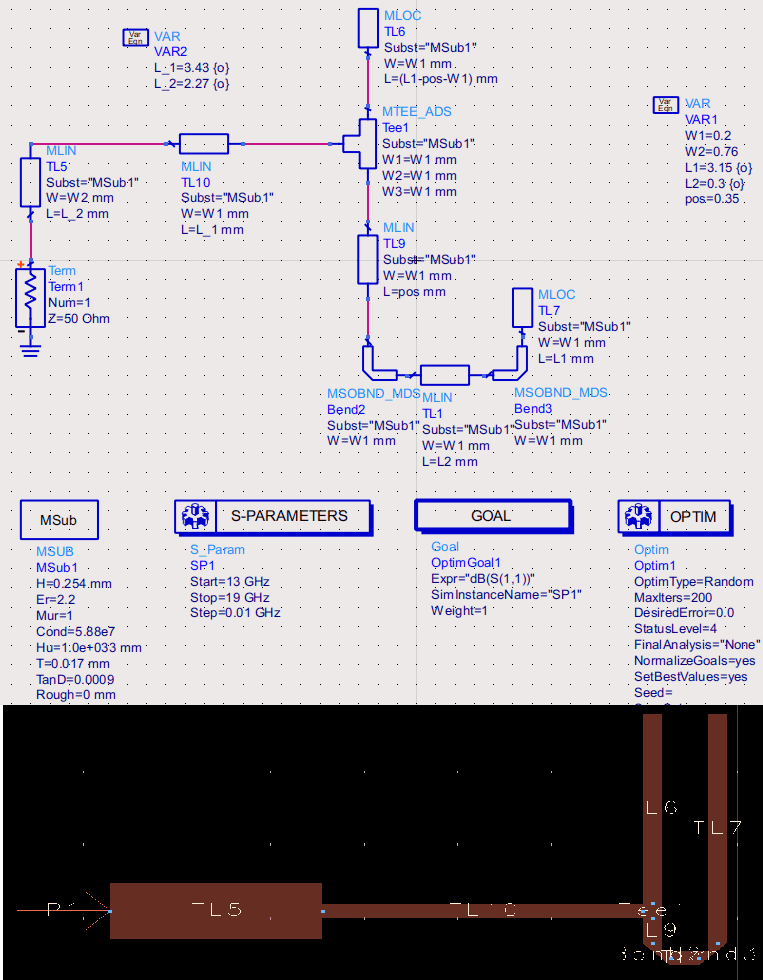 MLOC
TL6
Subst="MSub1"
W=W1 mm
L=(L1-pos-W1) mm
Var
Eqn
VAR
VAR2
L_1=3.43 {o}
L_2=2.27 {o}
MTEE_ADS
Tee1
Subst="MSub1"
W1=W1 mm
W2=W1 mm
W3=W1 mm
Var
Eqn
VAR
VAR1
W1=0.2
W2=0.76
L1=3.15 {o}
L2=0.3 {o}
pos=0.35
MLIN
TL5
Subst="MSub1"
W=W2 mm
L=L_2 mm
MLIN
TL10
Subst="MSub1"
W=W1 mm
L=L_1 mm
MLIN
TL9
Subst="MSub1"
W=W1 mm
L=pos mm
Term
Term1
Num=1
Z=50 Ohm
MLOC
TL7
Subst="MSub1"
W=W1 mm
L=L1 mm
MSOBND_MDS
Bend2
Subst="MSub1"
W=W1 mm
MLIN
TL1
Subst="MSub1"
W=W1 mm
L=L2 mm
MSOBND_MDS
Bend3
Subst="MSub1"
W=W1 mm
MSub
MSUB
MSub1
H=0.254 mm
Er=2.2
Mur=1
Cond=5.88e7
Hu=1.0e+033 mm
T=0.017 mm
TanD=0.0009
Rough=0 mm
S-PARAMETERS
S_Param
SP1
Start=13 GHz
Stop=19 GHz
Step=0.01 GHz
GOAL
Goal
OptimGoal1
Expr="dB(S(1,1))"
SimInstanceName="SP1"
Weight=1
OPTIM
Optim
Optim1
OptimType=Random
MaxIters=200
DesiredError=0.0
StatusLevel=4
FinalAnalysis="None"
NormalizeGoals=yes
SetBestValues=yes
Seed=
L6
TL7
TL5
Tee
L9